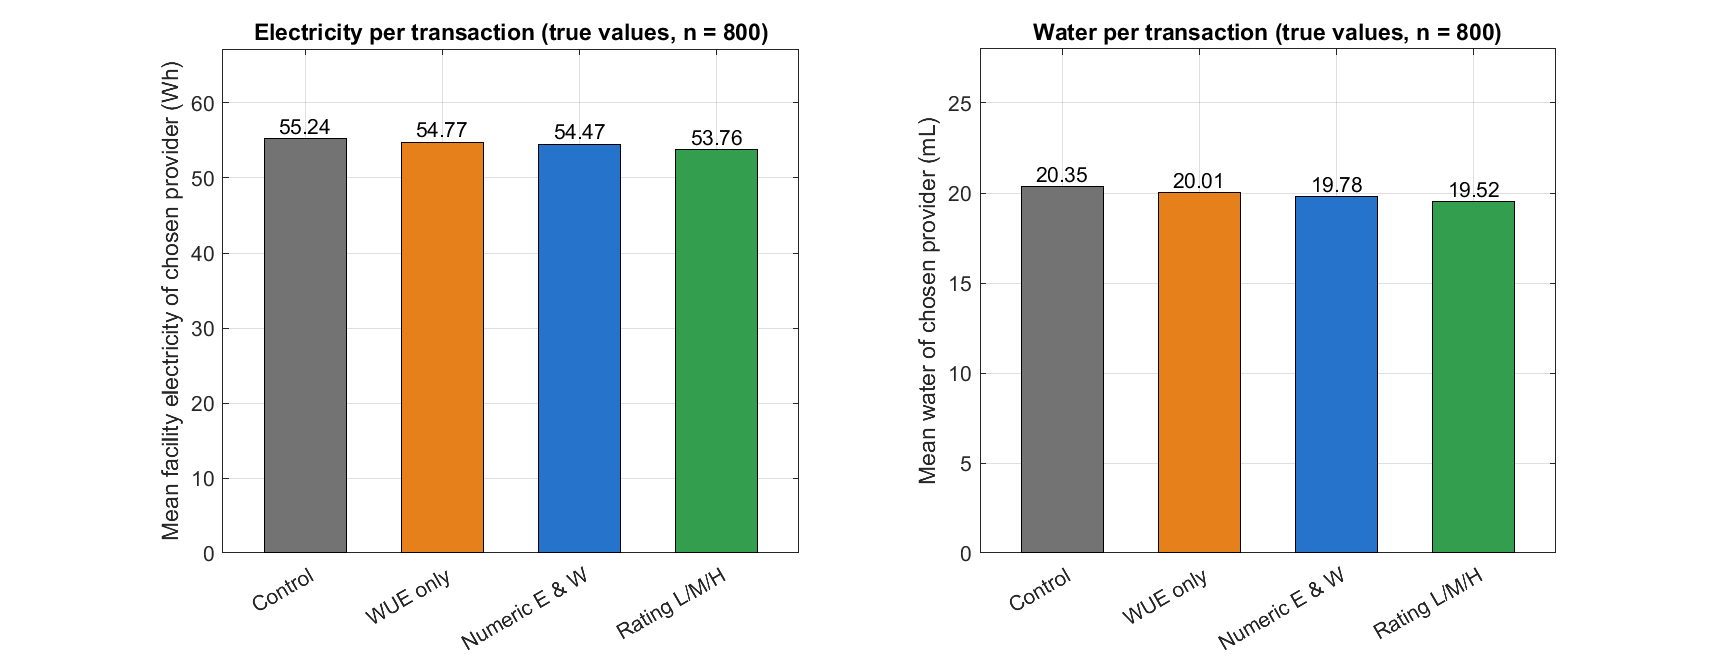 Electricity per transaction (true values, n = 800)
Mean facility electricity of chosen provider (Wh)
60
50
40
30
20
10
0
55.24
54.77
54.47
53.76
Control
WUE only
Numeric E & W
Rating L/M/H
Water per transaction (true values, n = 800)
Mean water of chosen provider (mL)
25
20
15
10
5
0
20.35
20.01
19.78
19.52
Control
WUE only
Numeric E & W
Rating L/M/H